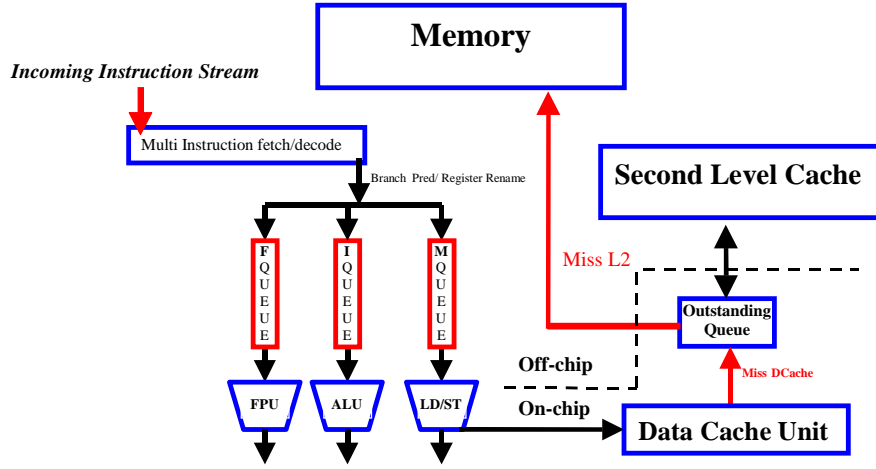 Memory
Incoming Instruction Stream
Multi Instruction fetch/decode
Branch Pred/ Register Rename
Second Level Cache
F
Q
U
E
U
E
I
Q
U
E
U
E
M
Q
U
E
U
E
Miss L2
Outstanding
Queue
Off-chip
Miss DCache
FPU
ALU
LD/ST
On-chip
Data Cache Unit